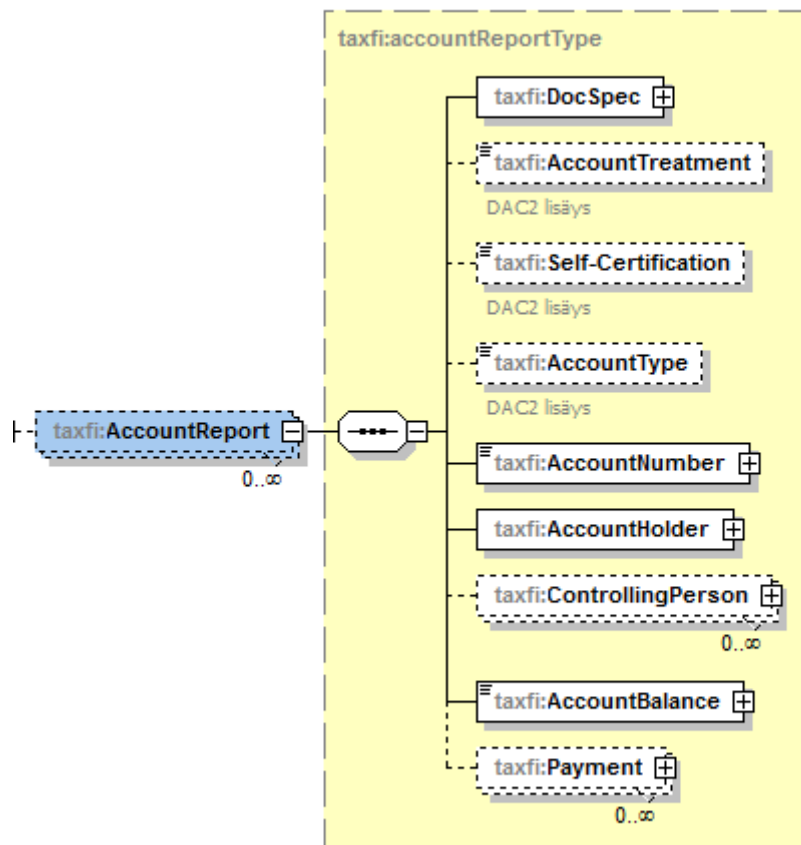 taxfi:accountReportType
taxfi:DocSpec
taxfi:AccountTreatment
DAC2 lisäys
taxfi:Self-Certification
DAC2 lisäys
taxfi:AccountType
DAC2 lisäys
taxfi:AccountReport
0..∞
taxfi:AccountNumber
taxfi:AccountHolder
taxfi:ControllingPerson
0..∞
taxfi:AccountBalance
taxfi:Payment
0..∞